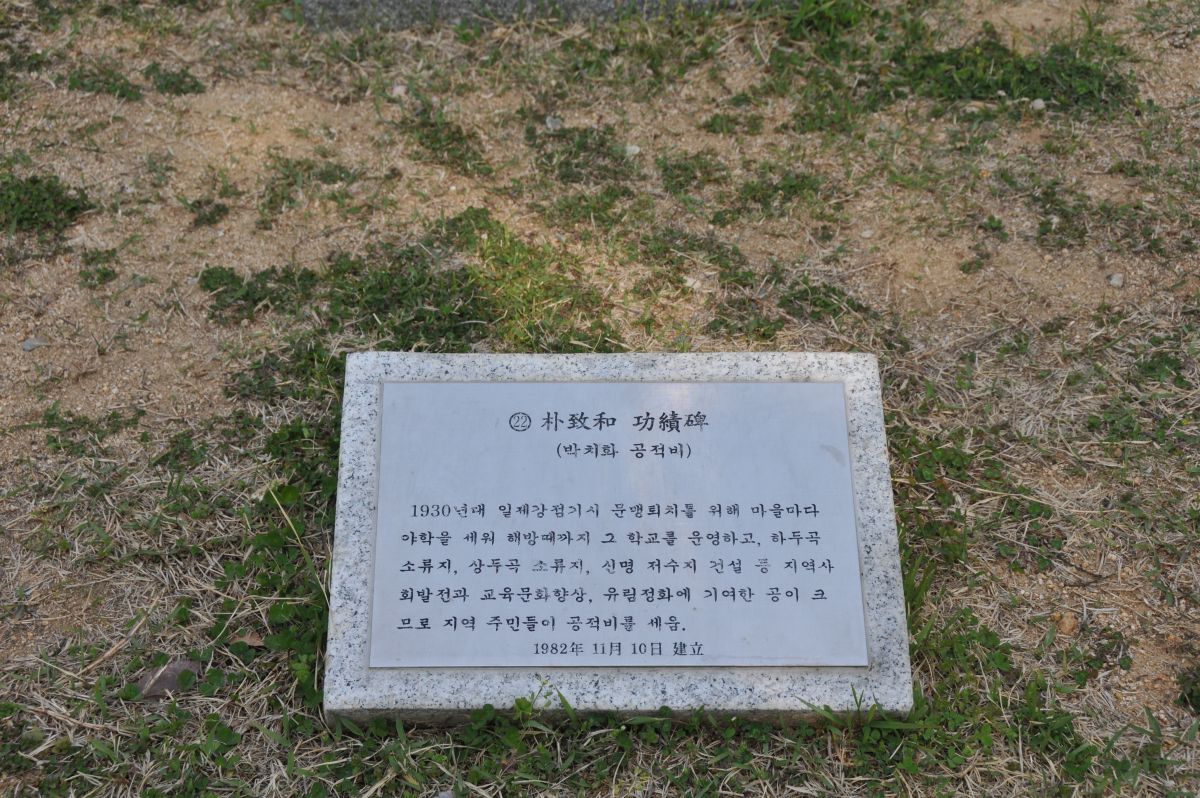 ㉒ 朴致和 功績碑
(박치화 공적비)
1930년대 일제강점기시 문맹퇴치를 위해 마을마다
야학을 세워 해방때까지 그 학교를 운영하고, 하두곡
소류지, 상두곡 소류지, 신명 저수지 건설 등 지역사
회발전과 교육문화향상, 유림정화에 기여한 공이 크
므로 지역 주민들이 공적비를 세움.
1982年 11月 10日 建立